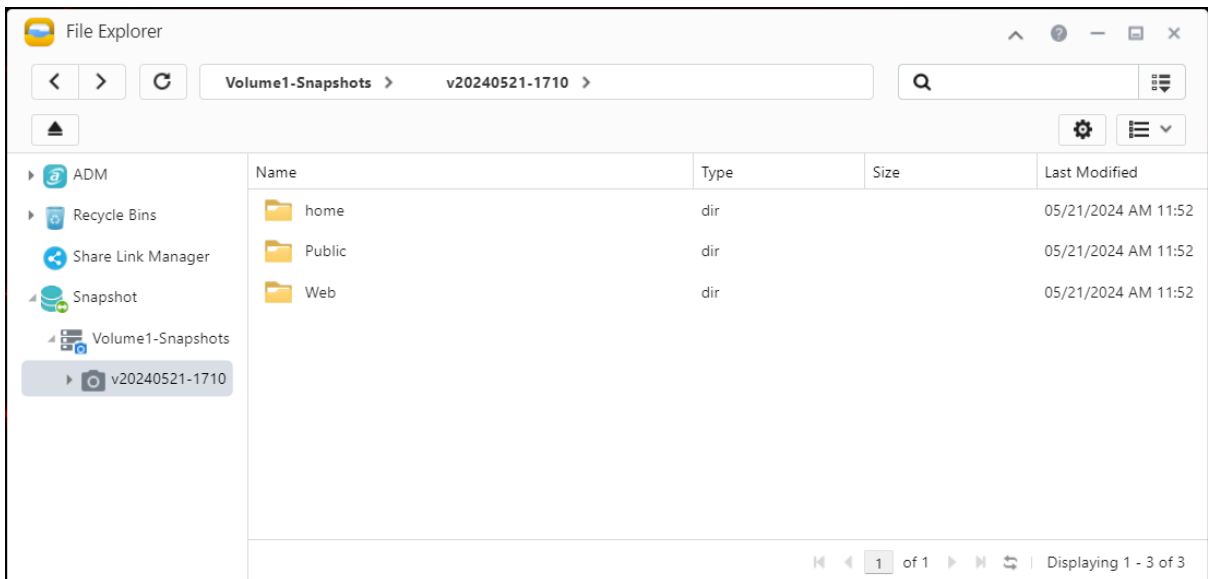 File Explorer
Volume1-Snapshots > v20240521-1710 >
ADM
Recycle Bins
Share Link Manager
Snapshot
Volume1-Snapshots
v20240521-1710
Name Type Size Last Modified
home dir 05/21/2024 AM 11:52
Public dir 05/21/2024 AM 11:52
Web dir 05/21/2024 AM 11:52
1 of 1 Displaying 1 - 3 of 3